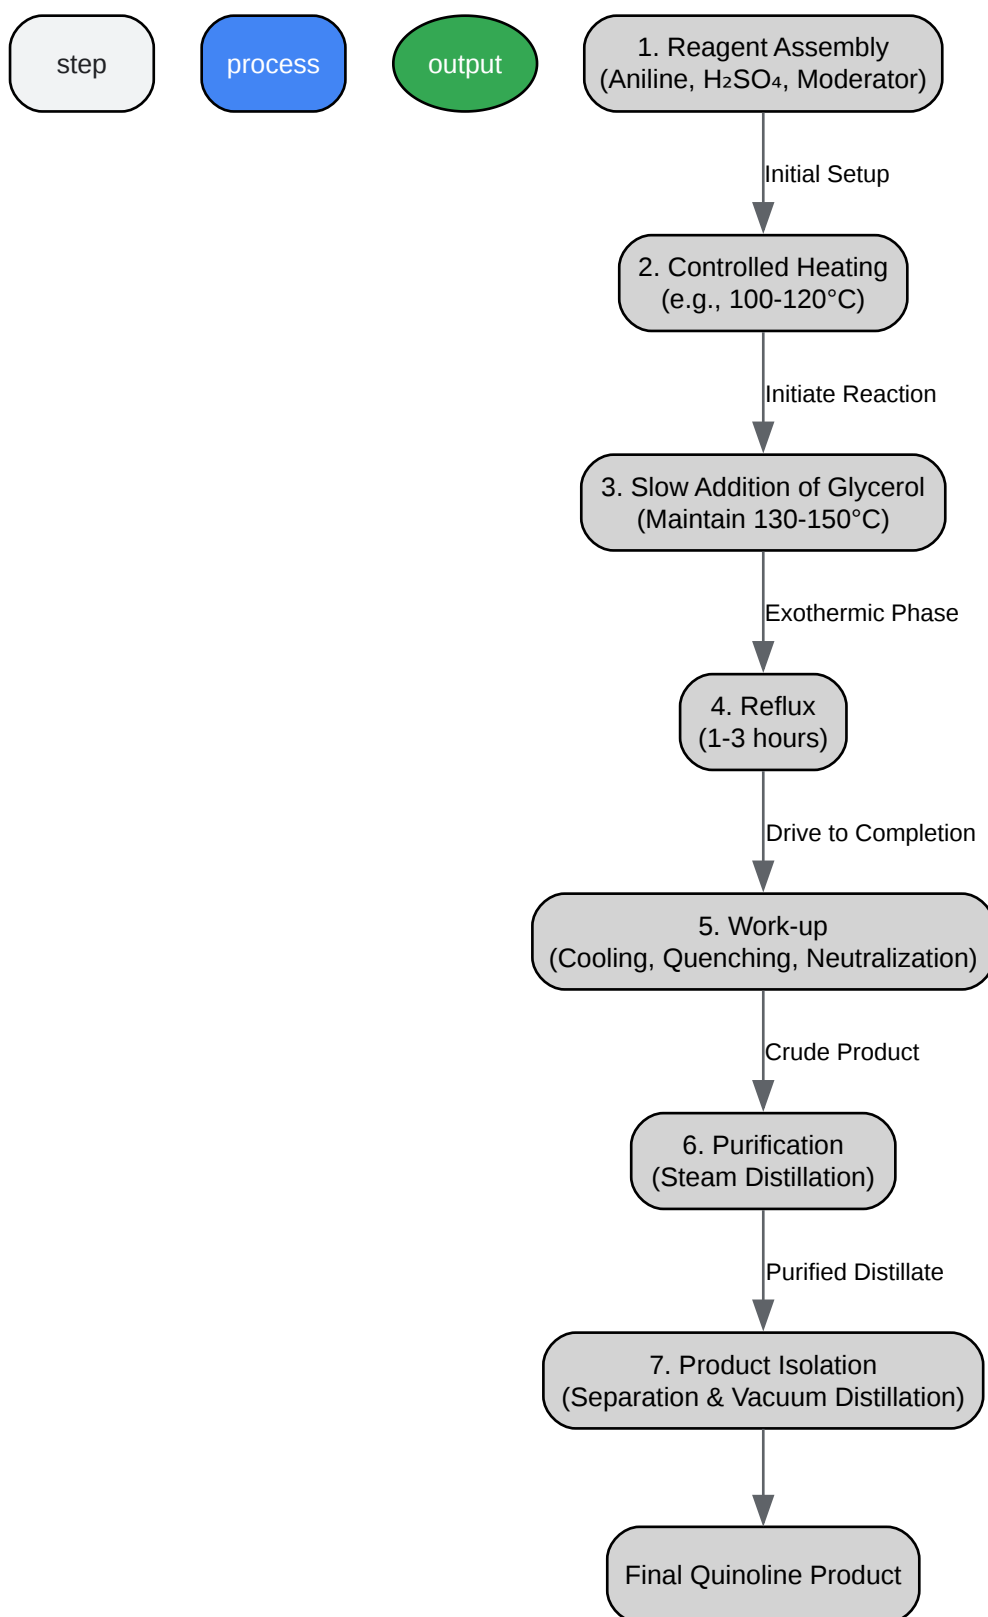 step
process
output
1. Reagent Assembly
(Aniline, H₂SO₄, Moderator)
Initial Setup
2. Controlled Heating
(e.g., 100-120°C)
Initiate Reaction
3. Slow Addition of Glycerol
(Maintain 130-150°C)
Exothermic Phase
4. Reflux
(1-3 hours)
Drive to Completion
5. Work-up
(Cooling, Quenching, Neutralization)
Crude Product
6. Purification
(Steam Distillation)
Purified Distillate
7. Product Isolation
(Separation & Vacuum Distillation)
Final Quinoline Product